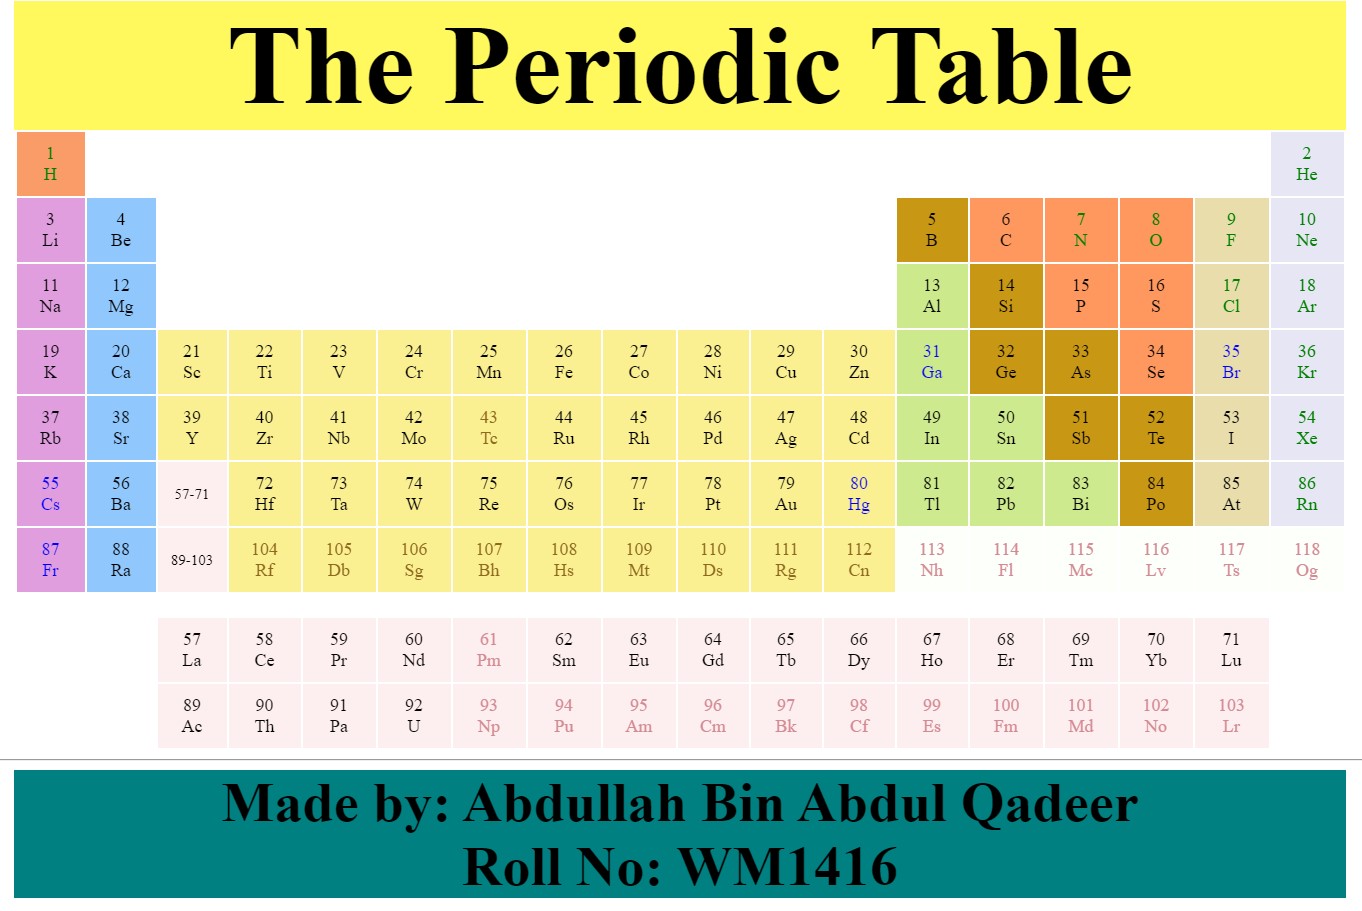 The Periodic Table
1 2
H He
3 4 5 6 7 8 9 10
Li Be B C N O F Ne
11 12 13 14 15 16 17 18
Na Mg Al Si P S Cl Ar
19 20 21 22 23 24 25 26 27 28 29 30 31 32 33 34 35 36
K Ca Sc Ti V Cr Mn Fe Co Ni Cu Zn Ga Ge As Se Br Kr
37 38 39 40 41 42 43 44 45 46 47 48 49 50 51 52 53 54
Rb Sr Y Zr Nb Mo Tc Ru Rh Pd Ag Cd In Sn Sb Te I Xe
55 56 57-71 72 73 74 75 76 77 78 79 80 81 82 83 84 85 86
Cs Ba Hf Ta W Re Os Ir Pt Au Hg Tl Pb Bi Po At Rn
87 88 89-103 104 105 106 107 108 109 110 111 112 113 114 115 116 117 118
Fr Ra Rf Db Sg Bh Hs Mt Ds Rg Cn Nh Fl Mc Lv Ts Og
57 58 59 60 61 62 63 64 65 66 67 68 69 70 71
La Ce Pr Nd Pm Sm Eu Gd Tb Dy Ho Er Tm Yb Lu
89 90 91 92 93 94 95 96 97 98 99 100 101 102 103
Ac Th Pa U Np Pu Am Cm Bk Cf Es Fm Md No Lr
Made by: Abdullah Bin Abdul Qadeer
Roll No: WM1416